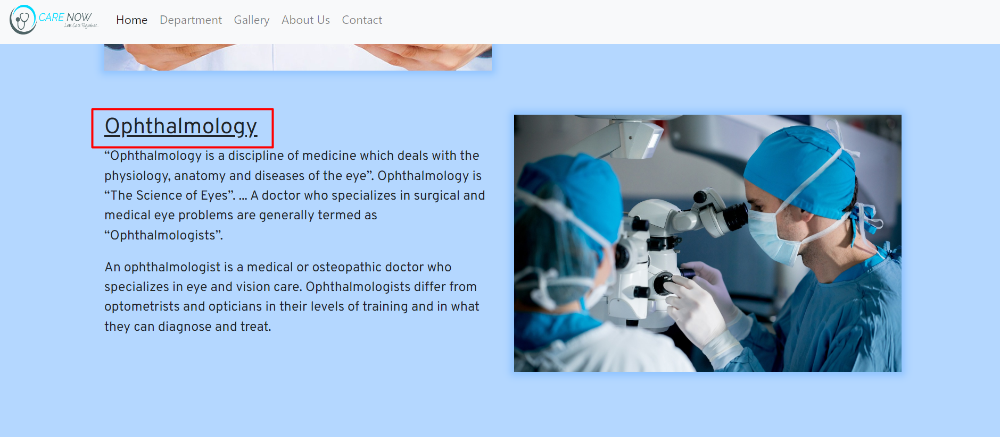 CARE NOW
Let's Care Togather..
Home Department Gallery About Us Contact
Ophthalmology
“Ophthalmology is a discipline of medicine which deals with the
physiology, anatomy and diseases of the eye”. Ophthalmology is
“The Science of Eyes”. ... A doctor who specializes in surgical and
medical eye problems are generally termed as
“Ophthalmologists”.
An ophthalmologist is a medical or osteopathic doctor who
specializes in eye and vision care. Ophthalmologists differ from
optometrists and opticians in their levels of training and in what
they can diagnose and treat.